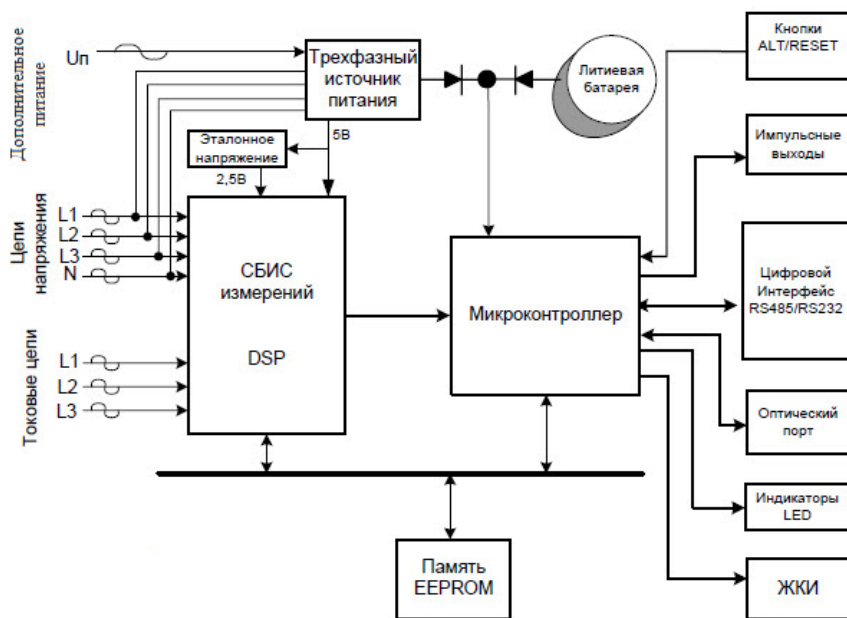 Дополнительное
питание
Uп
Трехфазный
источник
питания
Литиевая
батарея
Кнопки
ALT/RESET
5В
Эталонное
напряжение
2,5В
Импульсные
выходы
Цепи
напряжения
L1
L2
L3
N
СБИС
измерений
DSP
Микроконтроллер
Цифровой
Интерфейс
RS485/RS232
Токовые цепи
L1
L2
L3
Оптический
порт
Индикаторы
LED
Память
EEPROM
ЖКИ